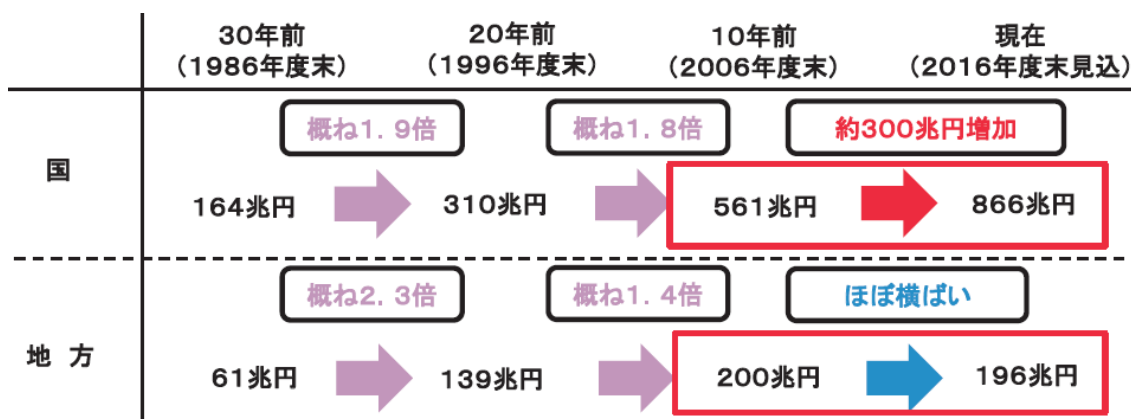 30年前 20年前 10年前 現在
（1986年度末） （1996年度末） （2006年度末） （2016年度末見込）
概ね1．9倍 概ね1．8倍 約300兆円増加
国
164兆円 310兆円 561兆円 866兆円
概ね2．3倍 概ね1．4倍 ほぼ横ばい
地 方
61兆円 139兆円 200兆円 196兆円